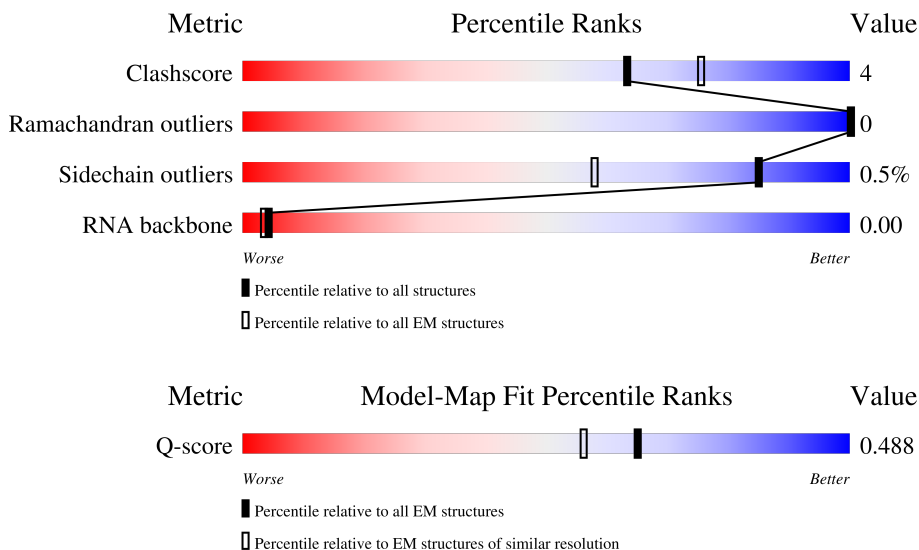 Metric Percentile Ranks Value
Clashscore 4
Ramachandran outliers 0
Sidechain outliers 0.5%
RNA backbone 0.00
Worse Better
Percentile relative to all structures
Percentile relative to all EM structures
Metric Model-Map Fit Percentile Ranks Value
Q-score 0.488
Worse Better
Percentile relative to all EM structures
Percentile relative to EM structures of similar resolution